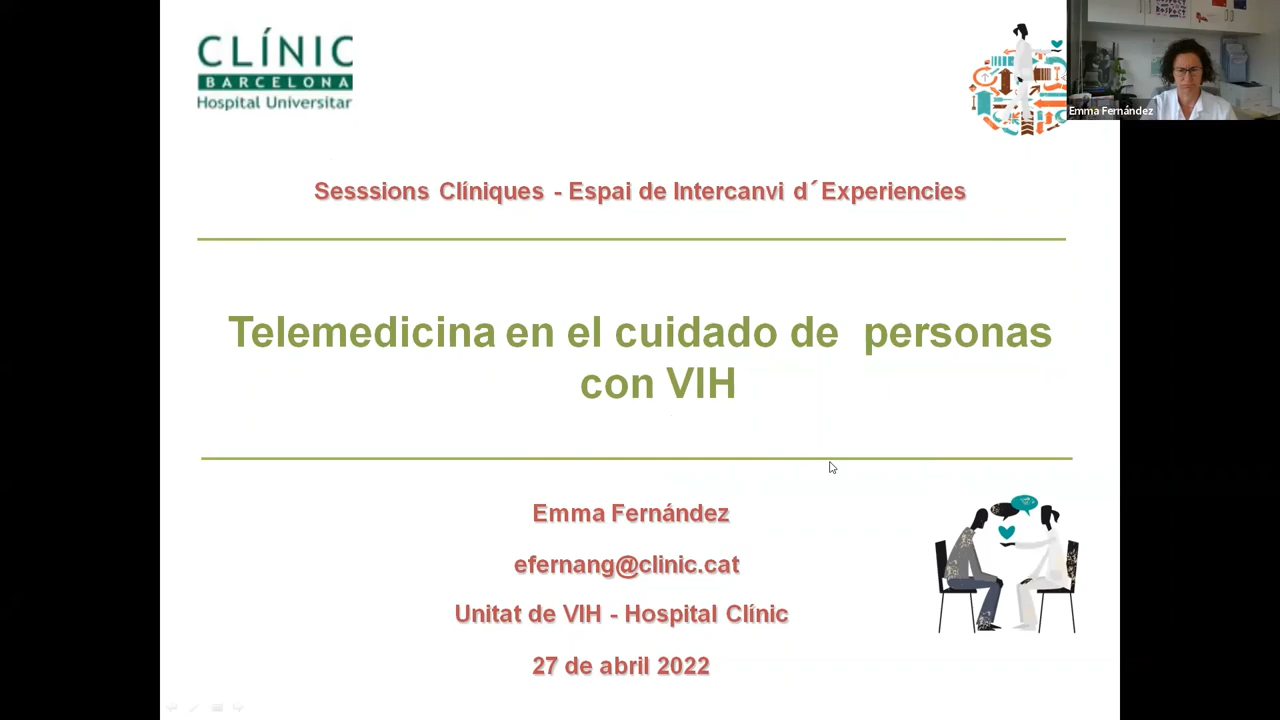 CLÍNIC
BARCELONA
Hospital Universitar
Emma Fernández
Sesssions Clíniques - Espai de Intercanvi d´Experiencies
Telemedicina en el cuidado de personas
con VIH
Emma Fernández
efernang@clinic.cat
Unitat de VIH - Hospital Clínic
27 de abril 2022